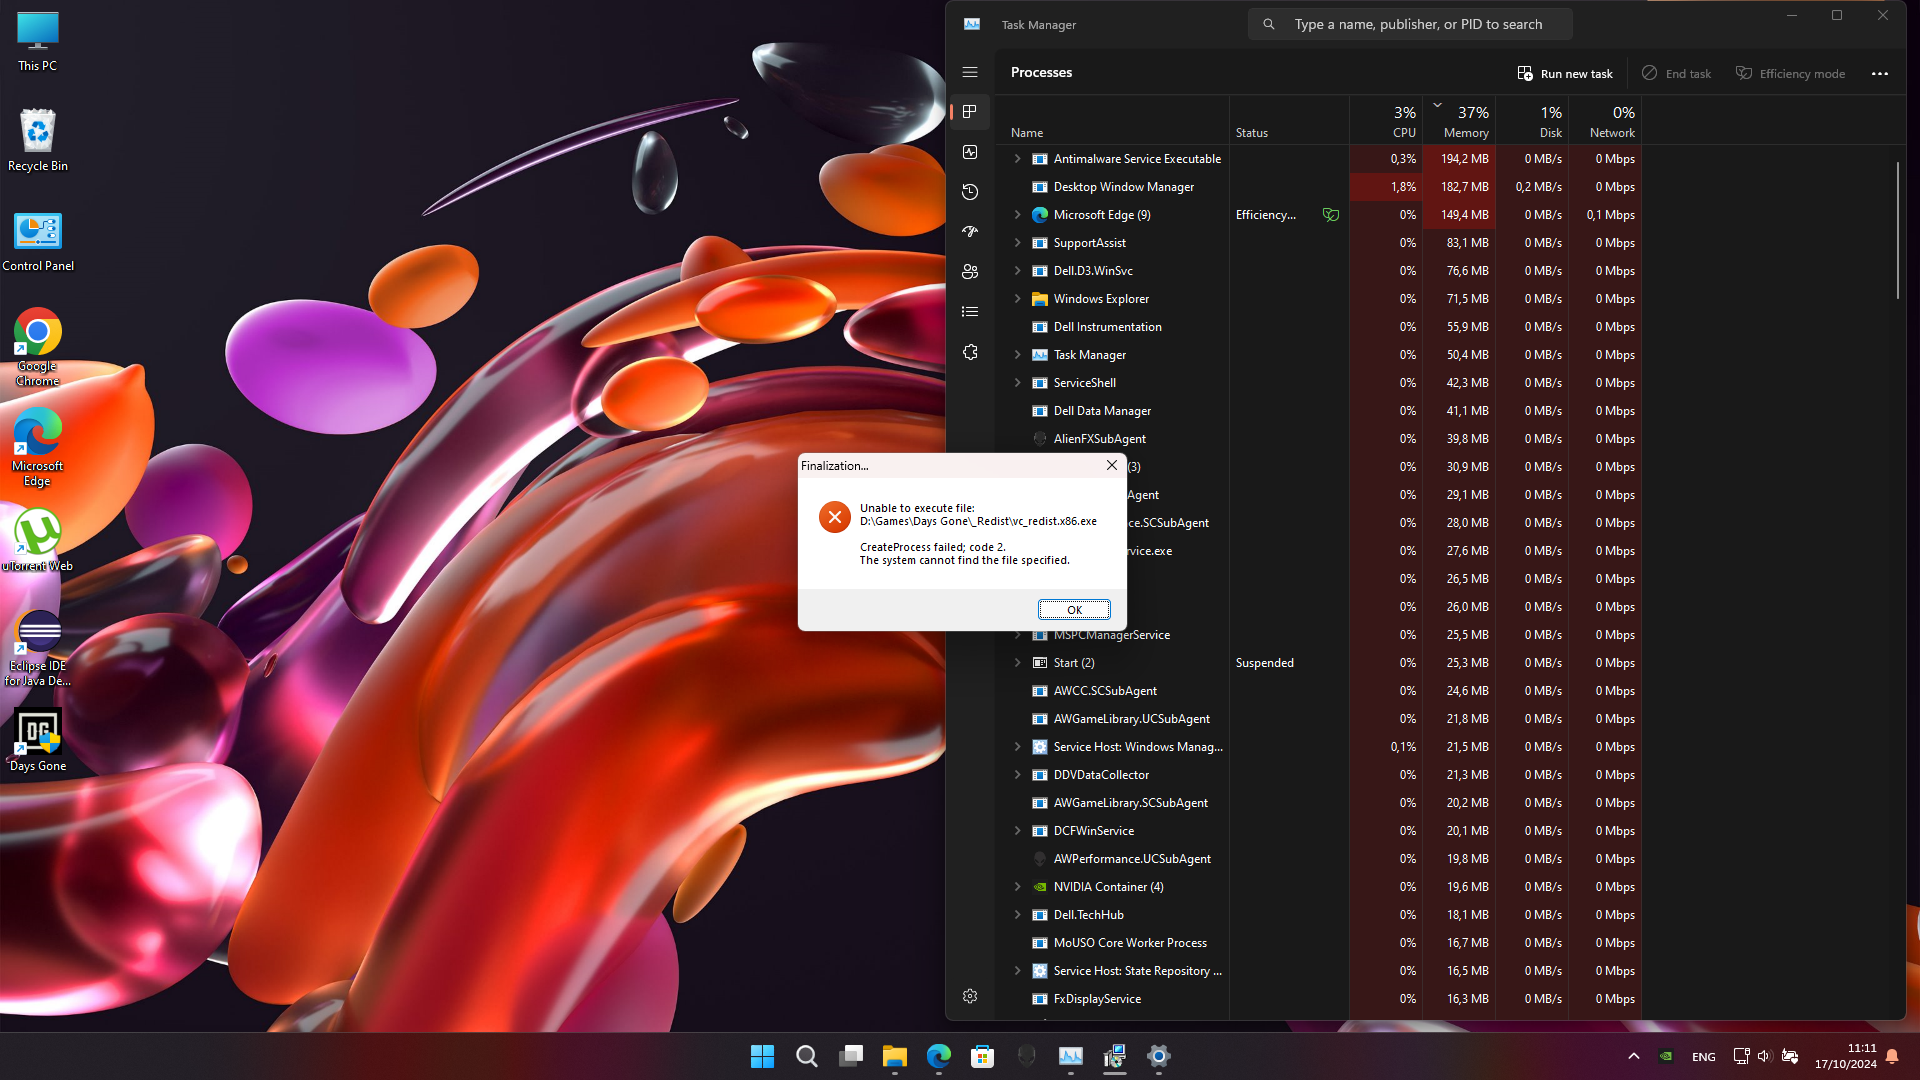 This PC
Recycle Bin
Control Panel
Google
Chrome
Microsoft
Edge
uTorrent Web
Eclipse IDE
for Java De...
DG
Days Gone
Task Manager
Type a name, publisher, or PID to search
Processes
Run new task
End task
Efficiency mode
3% 37% 1% 0%
Name Status CPU Memory Disk Network
Antimalware Service Executable 0,3% 194,2 MB 0 MB/s 0 Mbps
Desktop Window Manager 1,8% 182,7 MB 0,2 MB/s 0 Mbps
Microsoft Edge (9) Efficiency... 0% 149,4 MB 0 MB/s 0,1 Mbps
SupportAssist 0% 83,1 MB 0 MB/s 0 Mbps
Dell.D3.WinSvc 0% 76,6 MB 0 MB/s 0 Mbps
Windows Explorer 0% 71,5 MB 0 MB/s 0 Mbps
Dell Instrumentation 0% 55,9 MB 0 MB/s 0 Mbps
Task Manager 0% 50,4 MB 0 MB/s 0 Mbps
ServiceShell 0% 42,3 MB 0 MB/s 0 Mbps
Dell Data Manager 0% 41,1 MB 0 MB/s 0 Mbps
AlienFXSubAgent 0% 39,8 MB 0 MB/s 0 Mbps
(3) 0% 30,9 MB 0 MB/s 0 Mbps
Agent 0% 29,1 MB 0 MB/s 0 Mbps
ce.SCSubAgent 0% 28,0 MB 0 MB/s 0 Mbps
rvice.exe 0% 27,6 MB 0 MB/s 0 Mbps
0% 26,5 MB 0 MB/s 0 Mbps
0% 26,0 MB 0 MB/s 0 Mbps
MSPCManagerService 0% 25,5 MB 0 MB/s 0 Mbps
Start (2) Suspended 0% 25,3 MB 0 MB/s 0 Mbps
AWCC.SCSubAgent 0% 24,6 MB 0 MB/s 0 Mbps
AWGameLibrary.UCSubAgent 0% 21,8 MB 0 MB/s 0 Mbps
Service Host: Windows Manag... 0,1% 21,5 MB 0 MB/s 0 Mbps
DDVDataCollector 0% 21,3 MB 0 MB/s 0 Mbps
AWGameLibrary.SCSubAgent 0% 20,2 MB 0 MB/s 0 Mbps
DCFWinService 0% 20,1 MB 0 MB/s 0 Mbps
AWPerformance.UCSubAgent 0% 19,8 MB 0 MB/s 0 Mbps
NVIDIA Container (4) 0% 19,6 MB 0 MB/s 0 Mbps
Dell.TechHub 0% 18,1 MB 0 MB/s 0 Mbps
MoUSO Core Worker Process 0% 16,7 MB 0 MB/s 0 Mbps
Service Host: State Repository ... 0% 16,5 MB 0 MB/s 0 Mbps
FxDisplayService 0% 16,3 MB 0 MB/s 0 Mbps
Finalization...
Unable to execute file:
D:\Games\Days Gone\_Redist\vc_redist.x86.exe
CreateProcess failed; code 2.
The system cannot find the file specified.
OK
ENG
11:11
17/10/2024